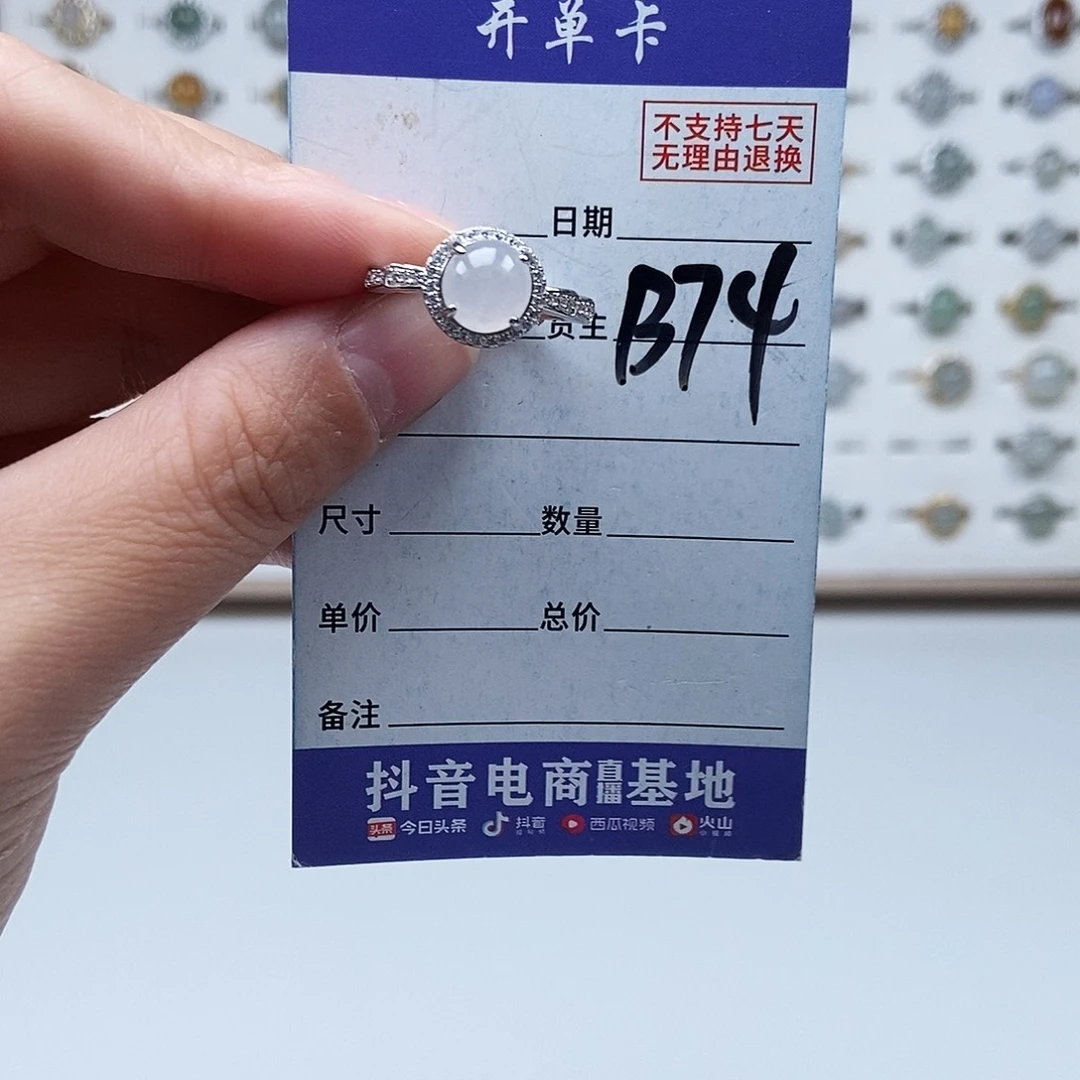 开单卡
不支持七天
无理由退换
日期
货主 B74
尺寸 数量
单价 总价
备注
抖音电商直播基地
头条 今日头条 抖音 西瓜视频 火山